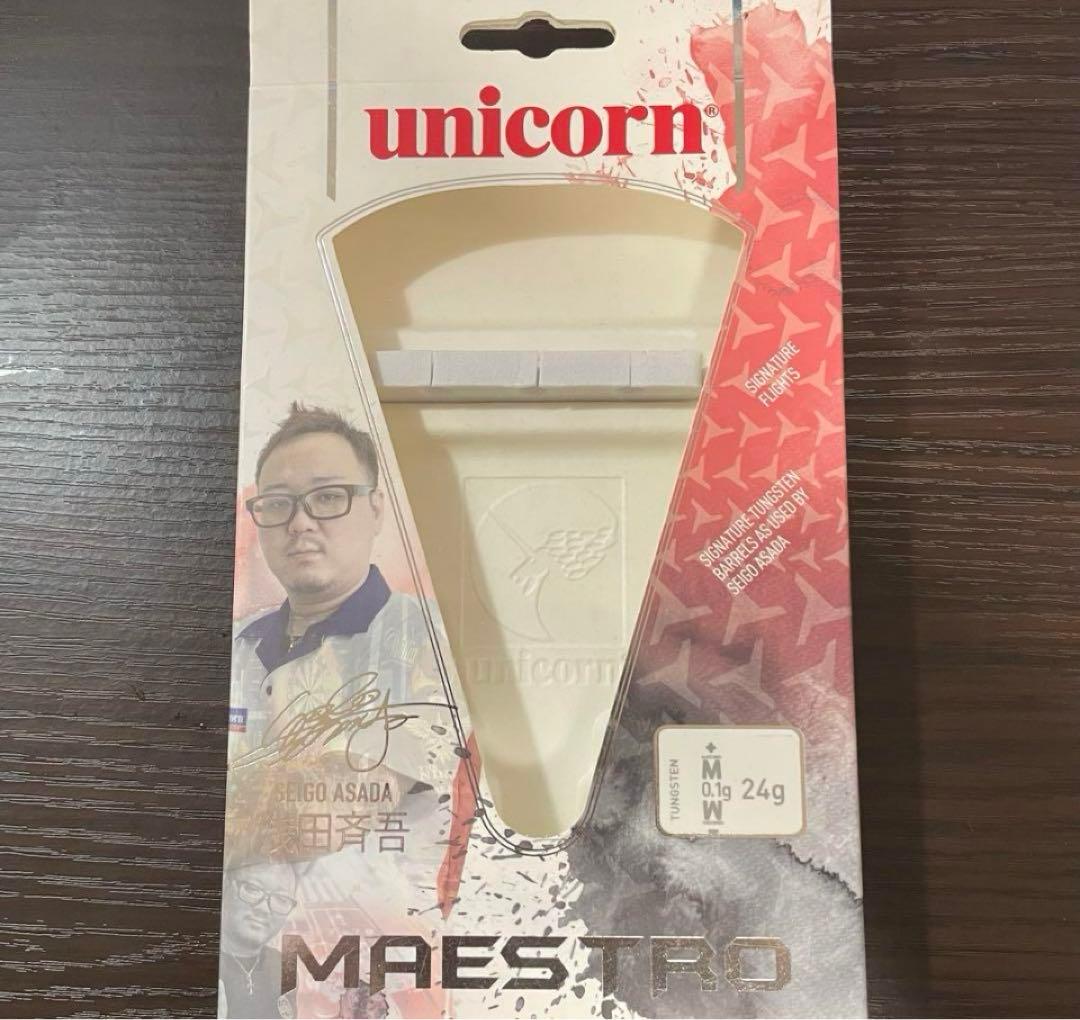 unicorn®
SIGNATURE
FLIGHTS
SIGNATURE TUNGSTEN
BARRELS AS USED BY
SEIGO ASADA
unicorn
SEIGO ASADA
浅田斉吾
TUNGSTEN
+
M
0.1g
24g
MAESTRO